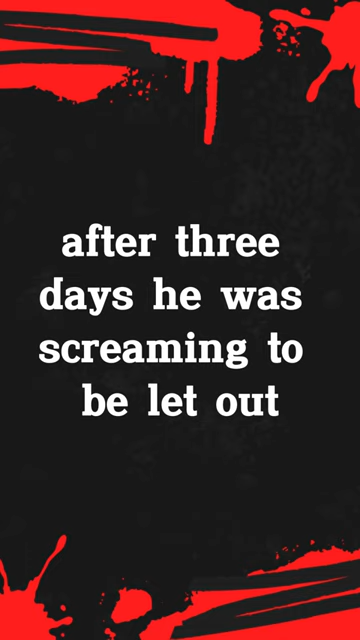 after three
days he was
screaming to
be let out